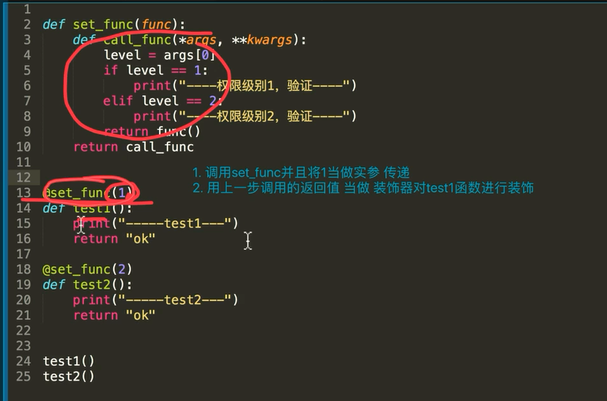 1
2 def set_func(func):
3     def call_func(*args, **kwargs):
4         level = args[0]
5         if level == 1:
6             print("----权限级别1，验证----")
7         elif level == 2:
8             print("----权限级别2，验证----")
9         return func()
10     return call_func
11
12
1. 调用set_func并且将1当做实参 传递
13 @set_func(1)
2. 用上一步调用的返回值 当做 装饰器对test1函数进行装饰
14 def test1():
15     print("-----test1---")
16     return "ok"
17
18 @set_func(2)
19 def test2():
20     print("-----test2---")
21     return "ok"
22
23
24 test1()
25 test2()